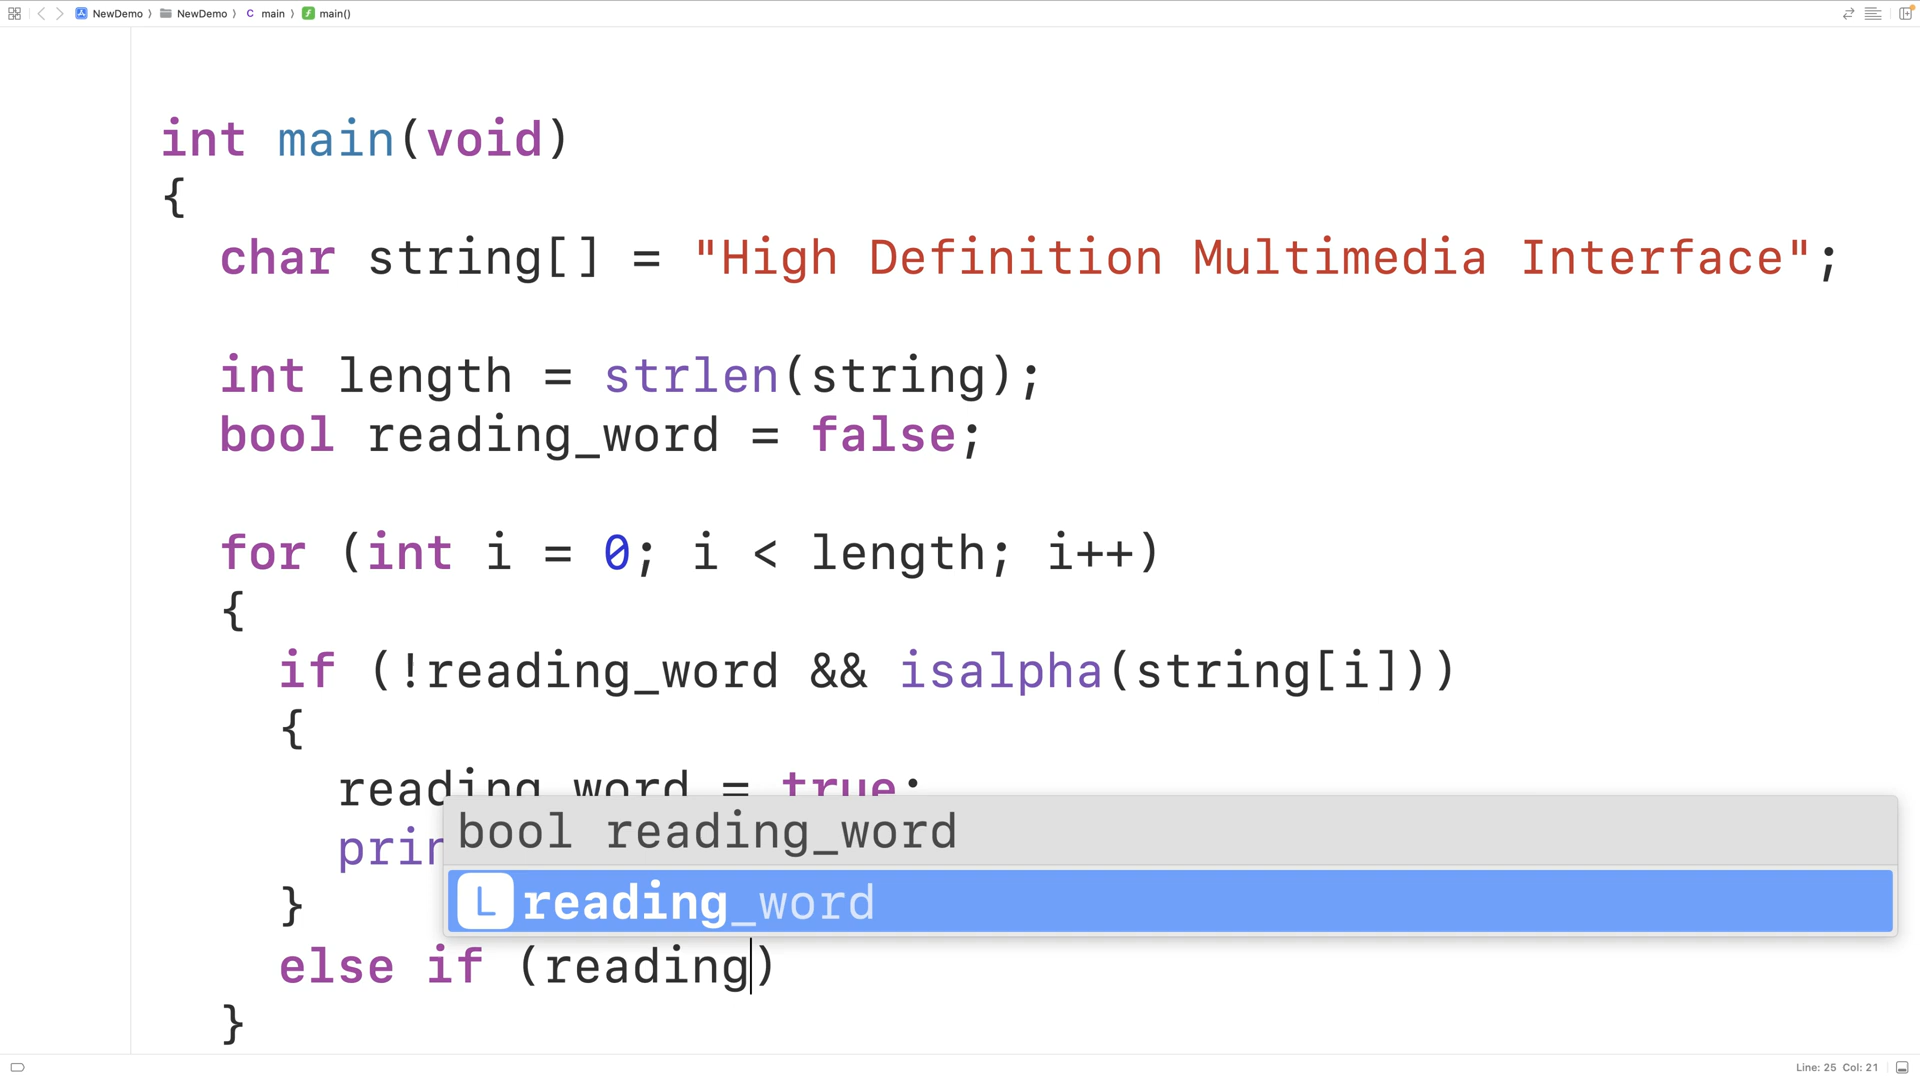 NewDemo 〉 NewDemo 〉 C main 〉 f main()
int main(void)
{
char string[] = "High Definition Multimedia Interface";
int length = strlen(string);
bool reading_word = false;
for (int i = 0; i < length; i++)
{
if (!reading_word && isalpha(string[i]))
{
reading_word = true;
prin
bool reading_word
L reading_word
}
else if (reading)
}
Line: 25 Col: 21